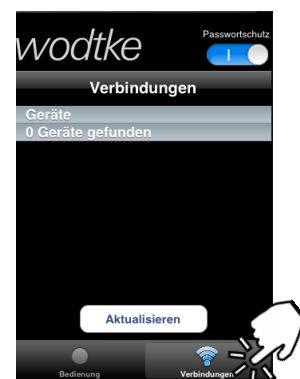 wodtke
Passwortschutz
Verbindungen
Geräte
0 Geräte gefunden
Aktualisieren
Bedienung
Verbindungen